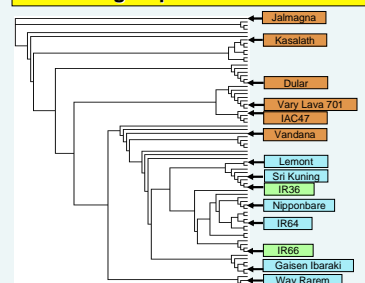 Jalmagna
Kasalath
Dular
Vary Lava 701
IAC47
Vandana
Lemont
Sri Kuning
IR36
Nipponbare
IR64
IR66
Gaisen Ibaraki
Way Rarem